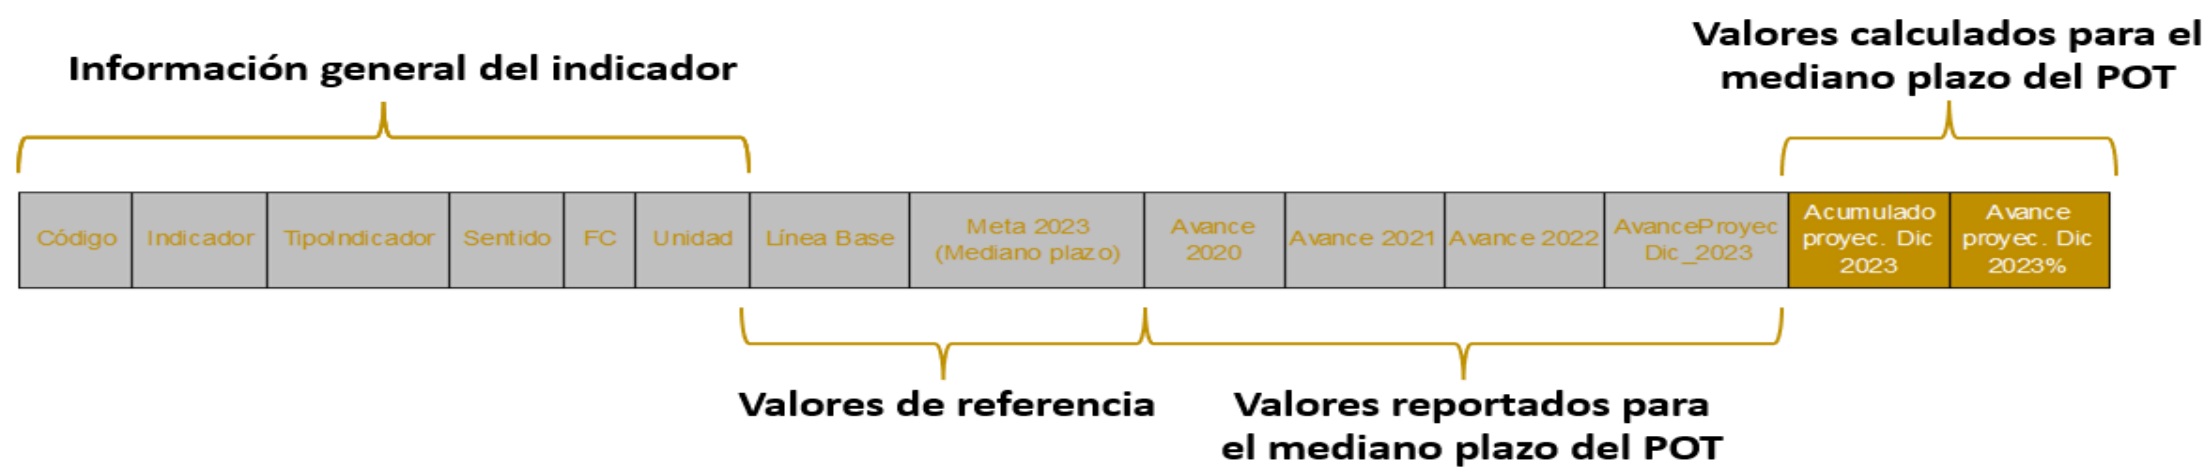 Valores calculados para el
mediano plazo del POT
Información general del indicador
Código
Indicador
TipoIndicador
Sentido
FC
Unidad
Línea Base
Meta 2023
(Mediano plazo)
Avance
2020
Avance 2021
Avance 2022
AvanceProyec
Dic_2023
Acumulado
proyec. Dic
2023
Avance
proyec. Dic
2023%
Valores de referencia
Valores reportados para
el mediano plazo del POT